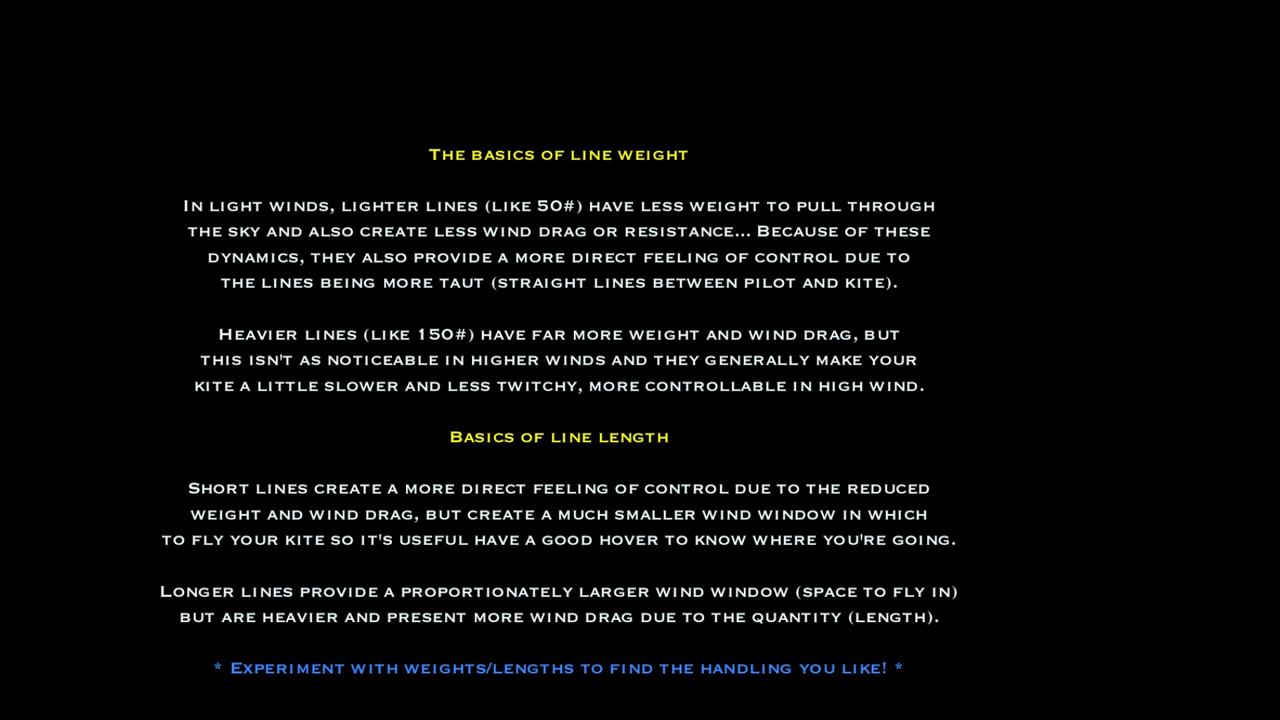 The basics of line weight
In light winds, lighter lines (like 50#) have less weight to pull through
the sky and also create less wind drag or resistance... Because of these
dynamics, they also provide a more direct feeling of control due to
the lines being more taut (straight lines between pilot and kite).
Heavier lines (like 150#) have far more weight and wind drag, but
this isn't as noticeable in higher winds and they generally make your
kite a little slower and less twitchy, more controllable in high wind.
Basics of line length
Short lines create a more direct feeling of control due to the reduced
weight and wind drag, but create a much smaller wind window in which
to fly your kite so it's useful have a good hover to know where you're going.
Longer lines provide a proportionately larger wind window (space to fly in)
but are heavier and present more wind drag due to the quantity (length).
* Experiment with weights/lengths to find the handling you like! *